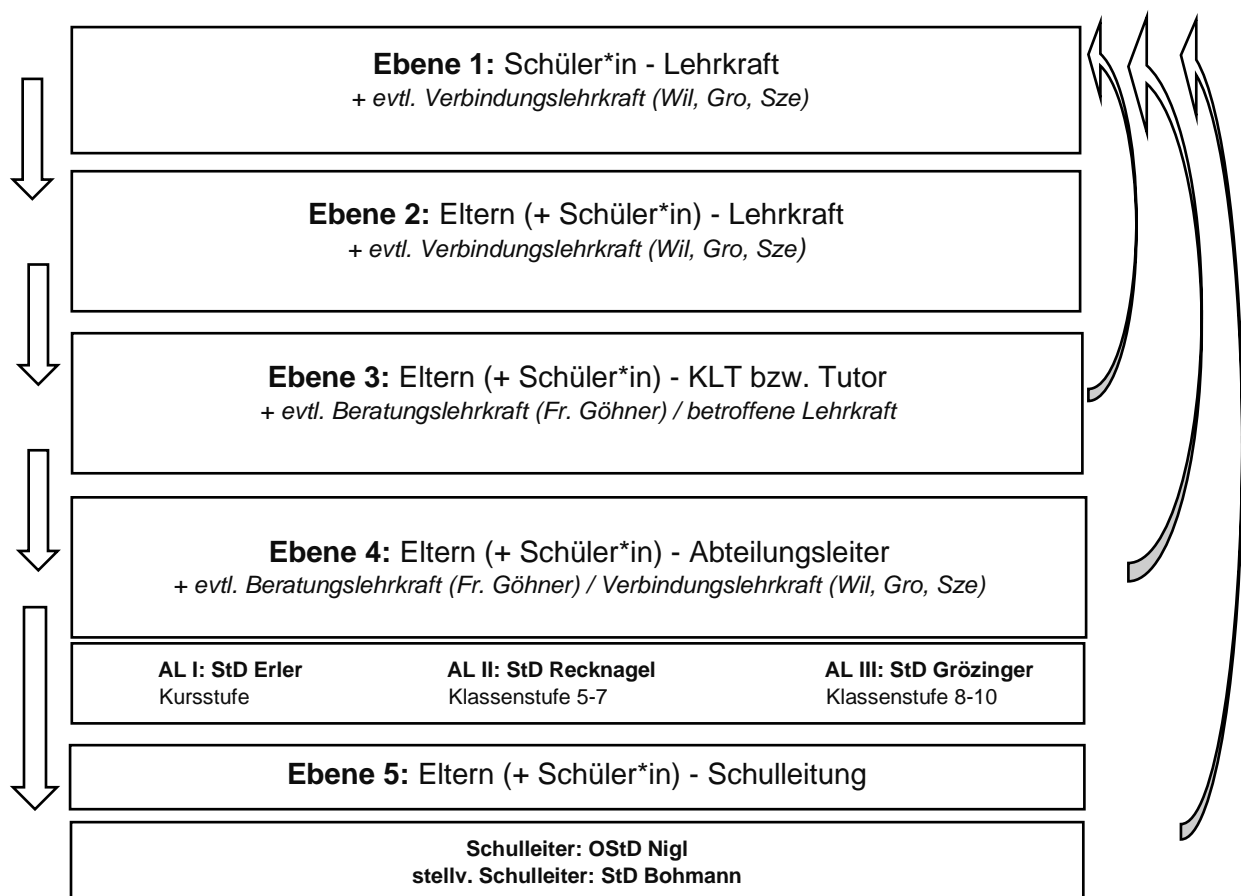 Ebene 1: Schüler*in - Lehrkraft
+ evtl. Verbindungslehrkraft (Wil, Gro, Sze)
Ebene 2: Eltern (+ Schüler*in) - Lehrkraft
+ evtl. Verbindungslehrkraft (Wil, Gro, Sze)
Ebene 3: Eltern (+ Schüler*in) - KLT bzw. Tutor
+ evtl. Beratungslehrkraft (Fr. Göhner) / betroffene Lehrkraft
Ebene 4: Eltern (+ Schüler*in) - Abteilungsleiter
+ evtl. Beratungslehrkraft (Fr. Göhner) / Verbindungslehrkraft (Wil, Gro, Sze)
AL I: StD Erler AL II: StD Recknagel AL III: StD Grözinger
Kursstufe Klassenstufe 5-7 Klassenstufe 8-10
Ebene 5: Eltern (+ Schüler*in) - Schulleitung
Schulleiter: OStD Nigl
stellv. Schulleiter: StD Bohmann